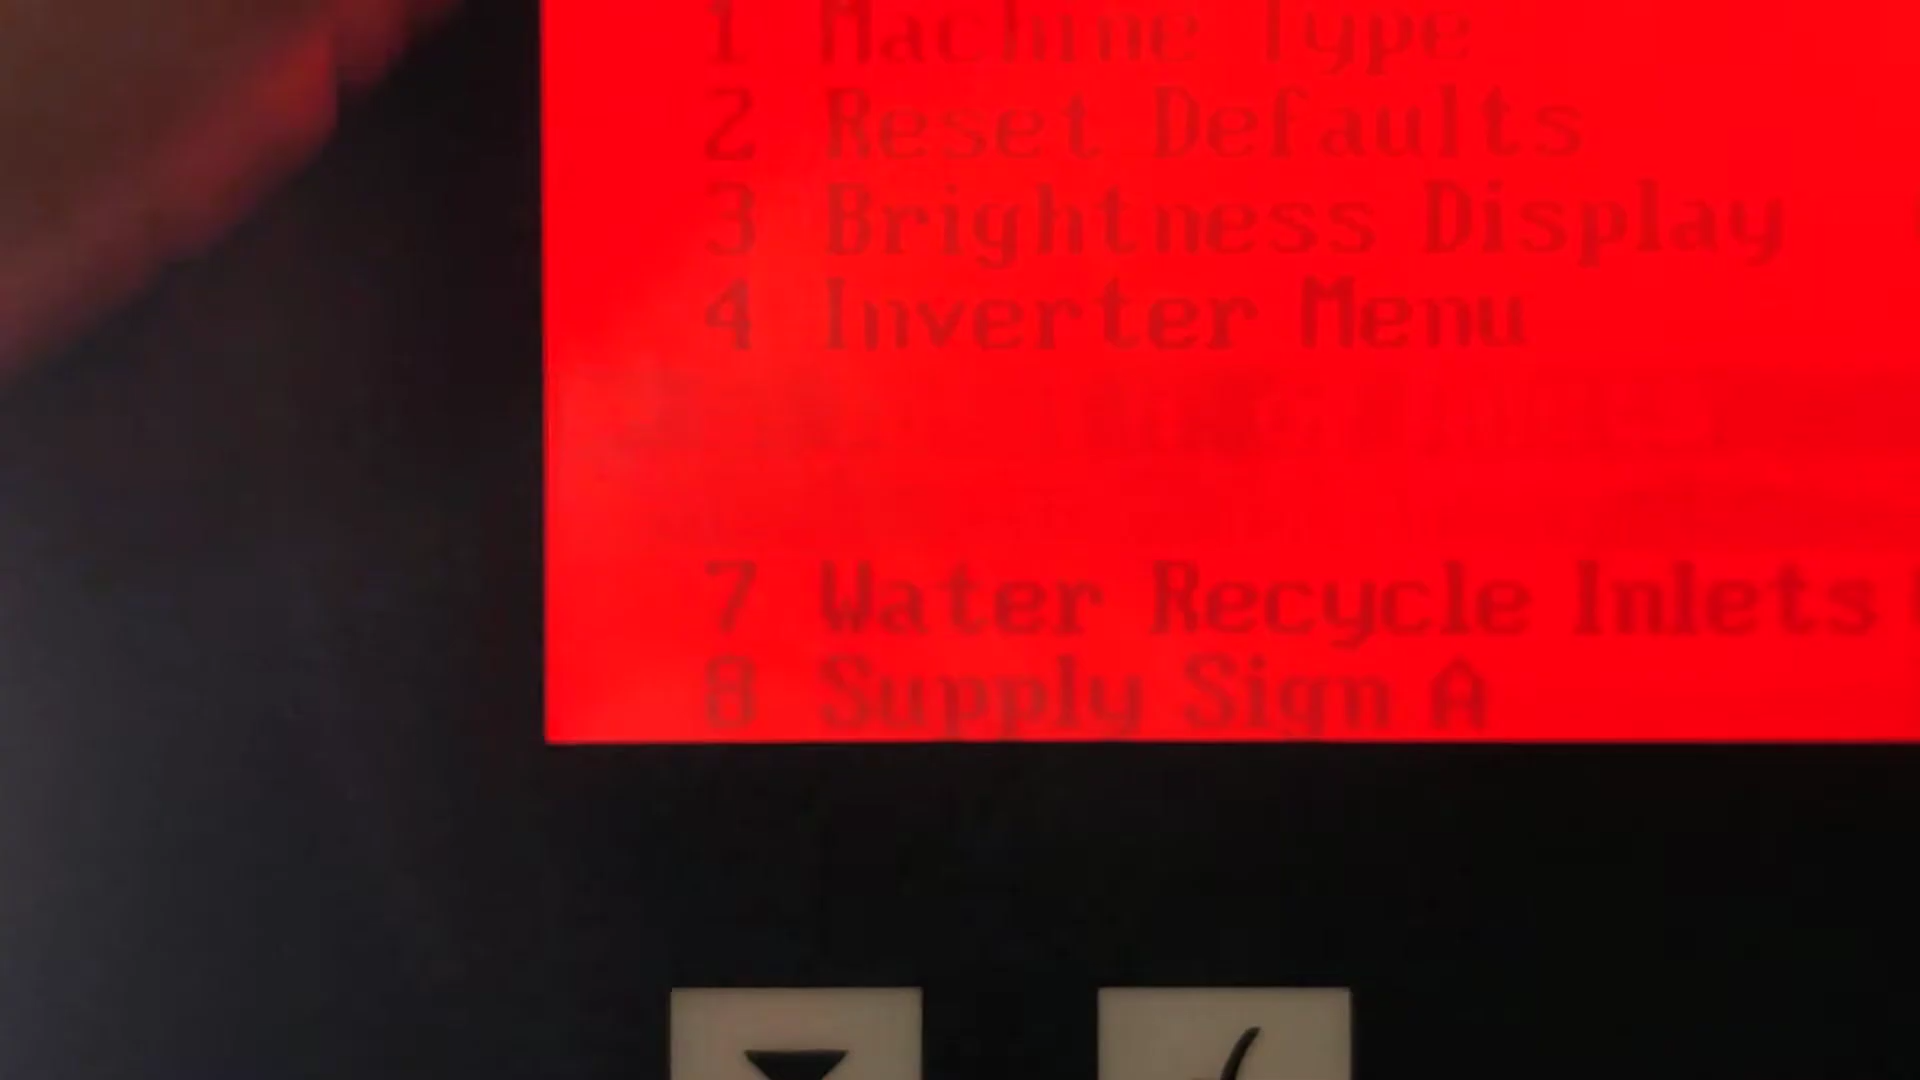 1 Machine Type
2 Reset Defaults
3 Brightness Display
4 Inverter Menu
7 Water Recycle Inlets
8 Supply Sign A